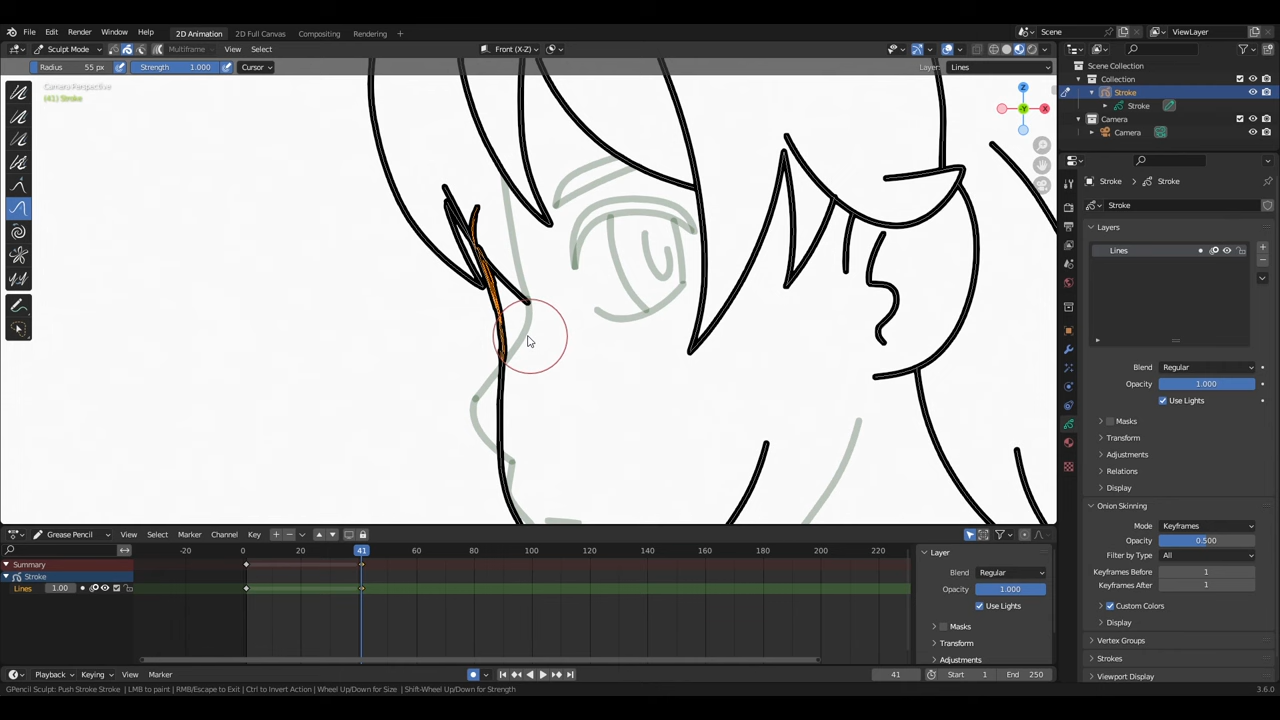 File Edit Render Window Help 2D Animation 2D Full Canvas Compositing Rendering + Scene ViewLayer
Sculpt Mode Multiframe View Select Front (X-Z)
Radius 55 px Strength 1.000 Cursor Layer: Lines
Camera Perspective
(41) Stroke
Z
X
-Y
Scene Collection
Collection
Stroke
Stroke
Camera
Camera
Stroke Stroke
Stroke
Layers
Lines
Blend Regular
Opacity 1.000
Use Lights
Masks
Transform
Adjustments
Relations
Display
Onion Skinning
Mode Keyframes
Opacity 0.500
Filter by Type All
Keyframes Before 1
Keyframes After 1
Custom Colors
Display
Vertex Groups
Strokes
Viewport Display
Grease Pencil View Select Marker Channel Key
-20 0 20 41 60 80 100 120 140 160 180 200 220
Summary
Stroke
Lines 1.00
Layer
Blend Regular
Opacity 1.000
Use Lights
Masks
Transform
Adjustments
Playback Keying View Marker 41 Start 1 End 250
GPencil Sculpt: Push Stroke Stroke | LMB to paint | RMB/Escape to Exit | Ctrl to Invert Action | Wheel Up/Down for Size | Shift-Wheel Up/Down for Strength 3.6.0